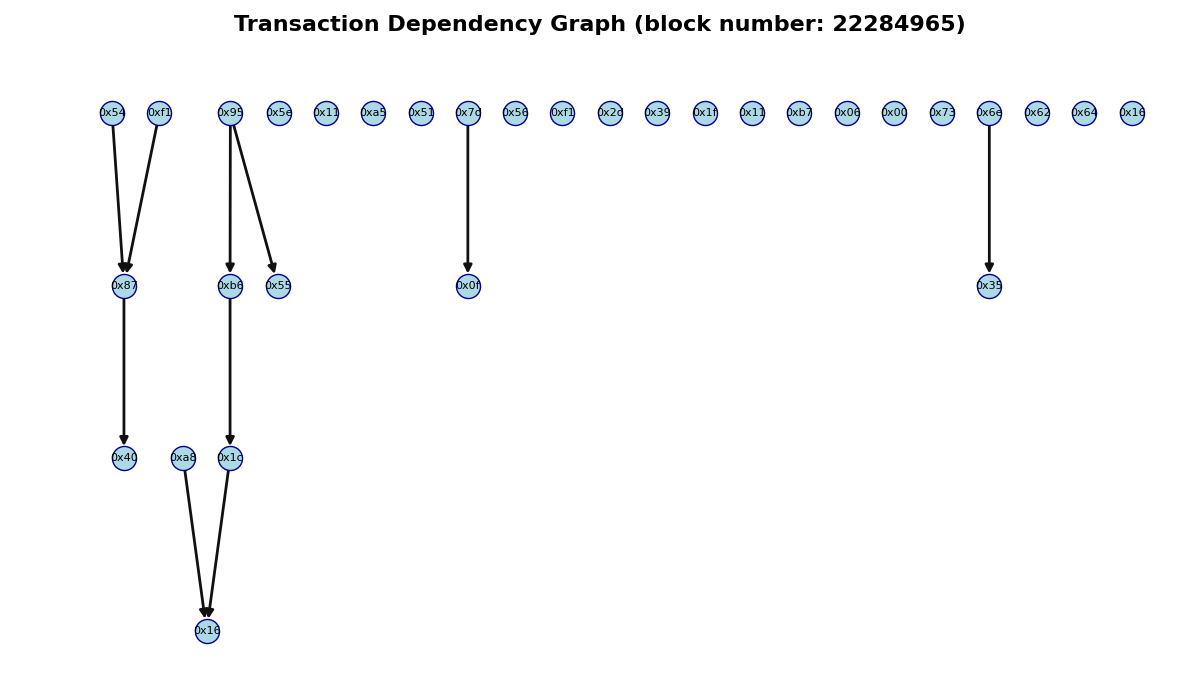 Transaction Dependency Graph (block number: 22284965)
0x54 0xf1 0x95 0x5e 0x11 0xa5 0x51 0x7d 0x56 0xf1 0x2d 0x39 0x1f 0x11 0xb7 0x06 0x00 0x73 0x6e 0x62 0x64 0x16
0x87 0xb6 0x55 0x0f 0x35
0x40 0xa8 0x1c
0x16